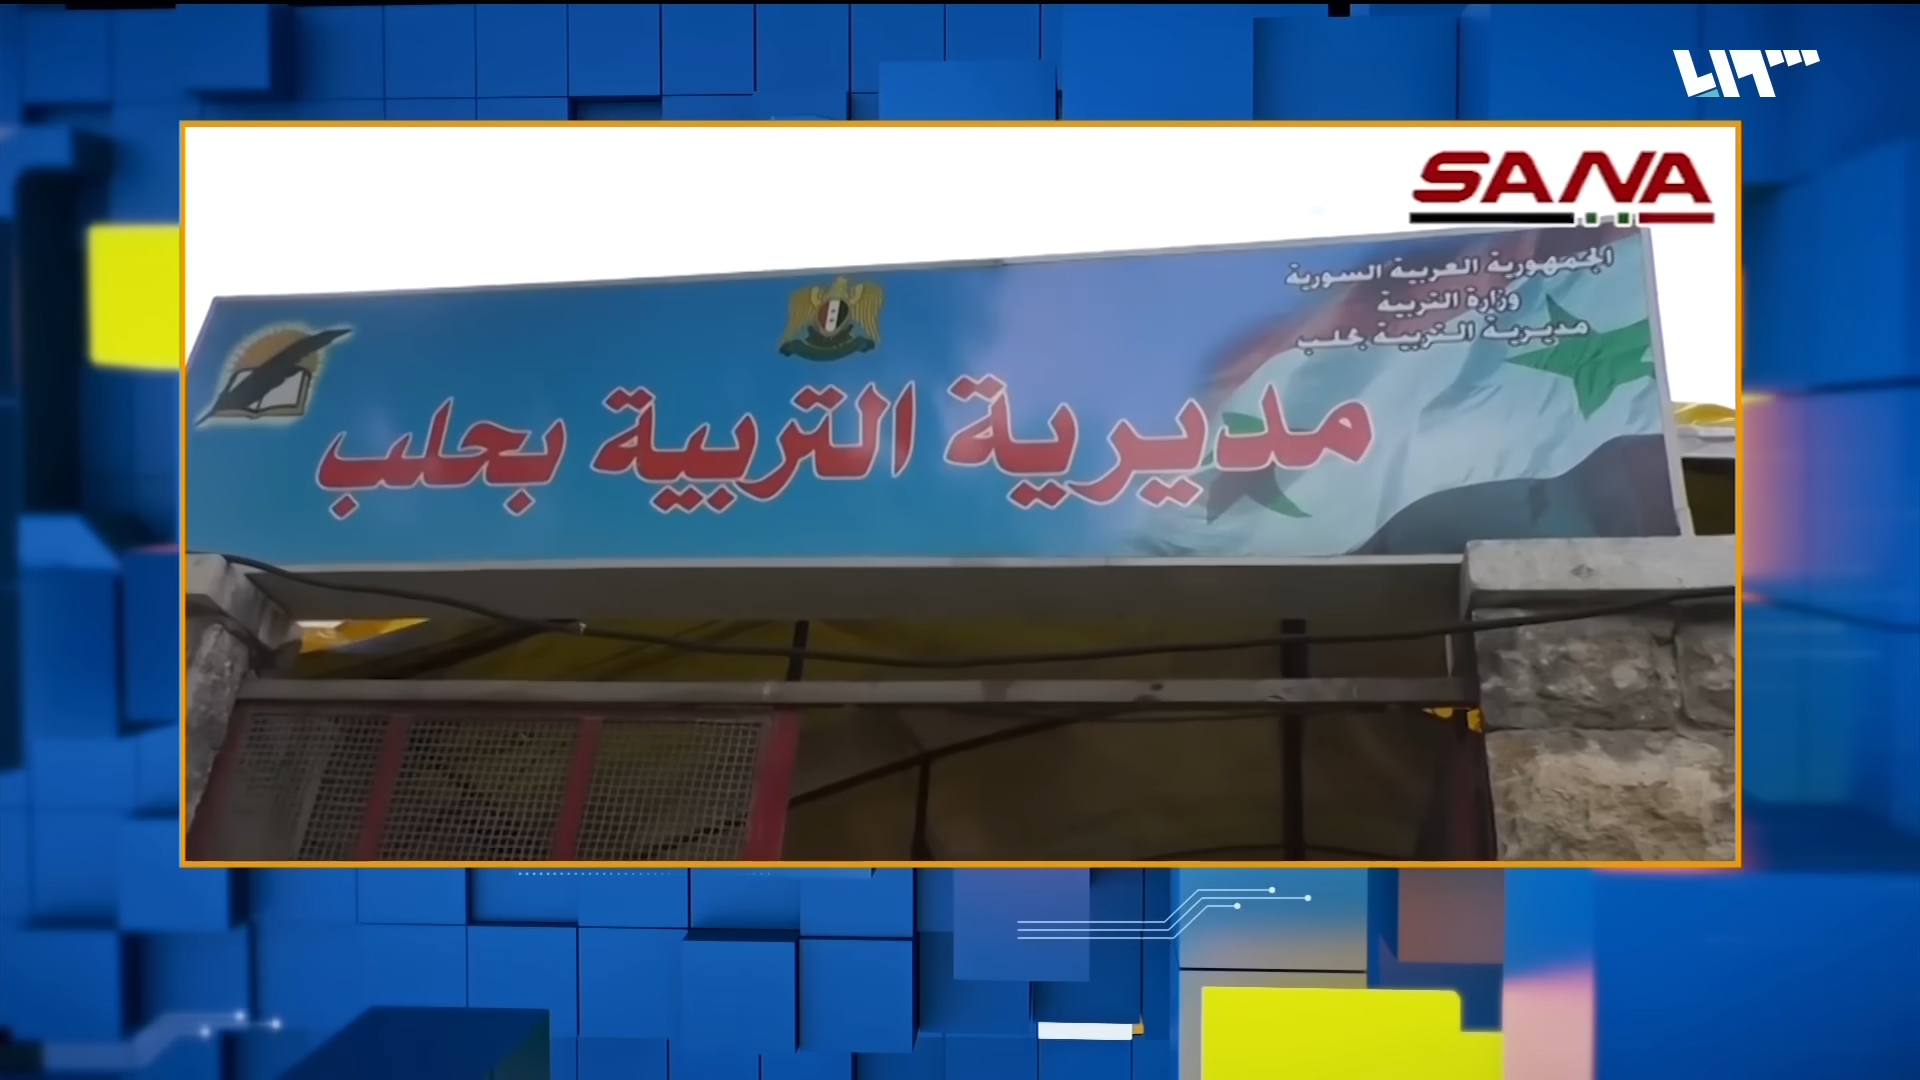 SANA
الجمهورية العربية السورية
وزارة التربية
مديرية التربية بحلب
مديرية التربية بحلب